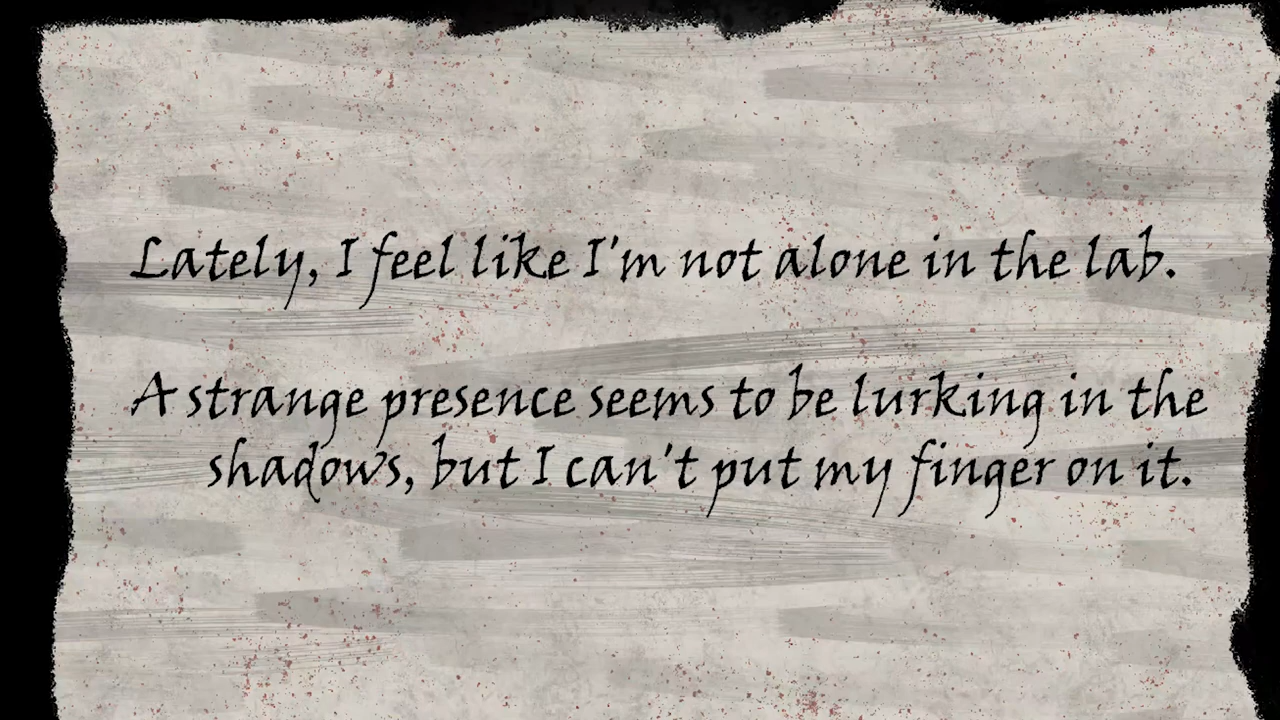 Lately, I feel like I'm not alone in the lab.
A strange presence seems to be lurking in the
shadows, but I can't put my finger on it.